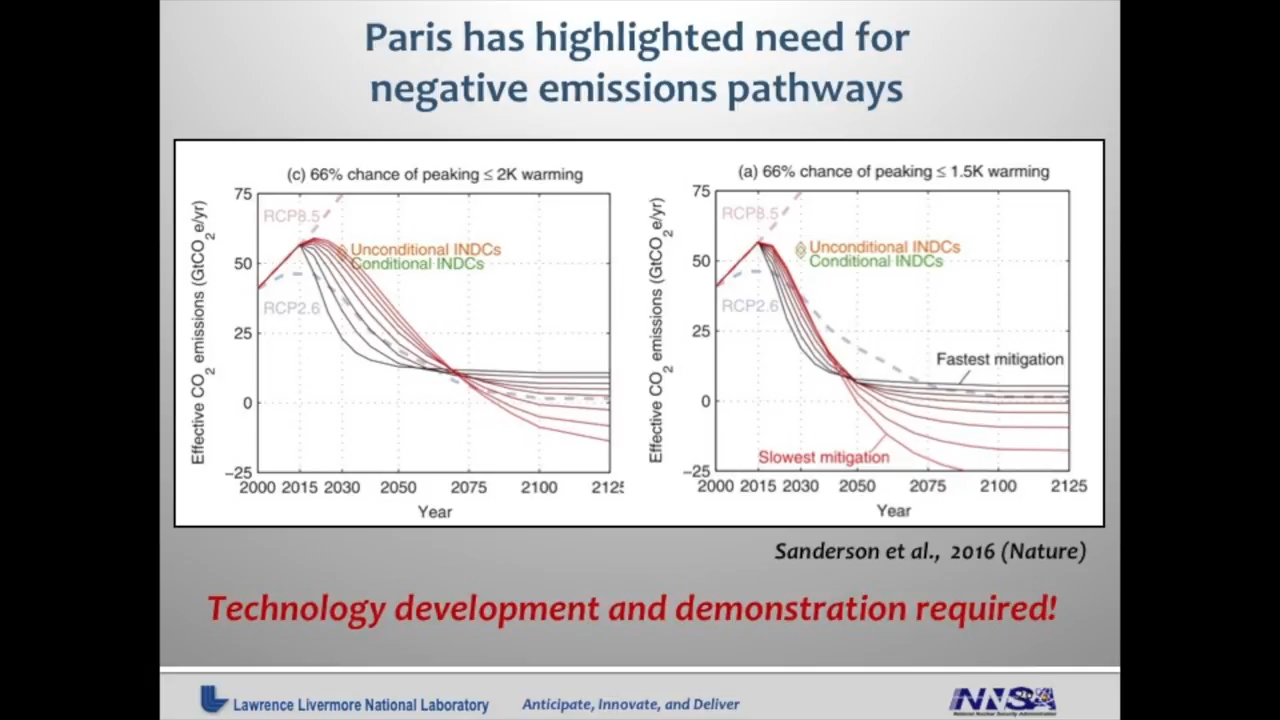 Paris has highlighted need for
negative emissions pathways
(c) 66% chance of peaking ≤ 2K warming
75
50
25
0
−25
Effective CO2 emissions (GtCO2e/yr)
RCP8.5
Unconditional INDCs
Conditional INDCs
RCP2.6
2000 2015 2030 2050 2075 2100 2125
Year
(a) 66% chance of peaking ≤ 1.5K warming
75
50
25
0
−25
Effective CO2 emissions (GtCO2e/yr)
RCP8.5
Unconditional INDCs
Conditional INDCs
RCP2.6
Fastest mitigation
Slowest mitigation
2000 2015 2030 2050 2075 2100 2125
Year
Sanderson et al., 2016 (Nature)
Technology development and demonstration required!
Lawrence Livermore National Laboratory
Anticipate, Innovate, and Deliver
NNSA
National Nuclear Security Administration